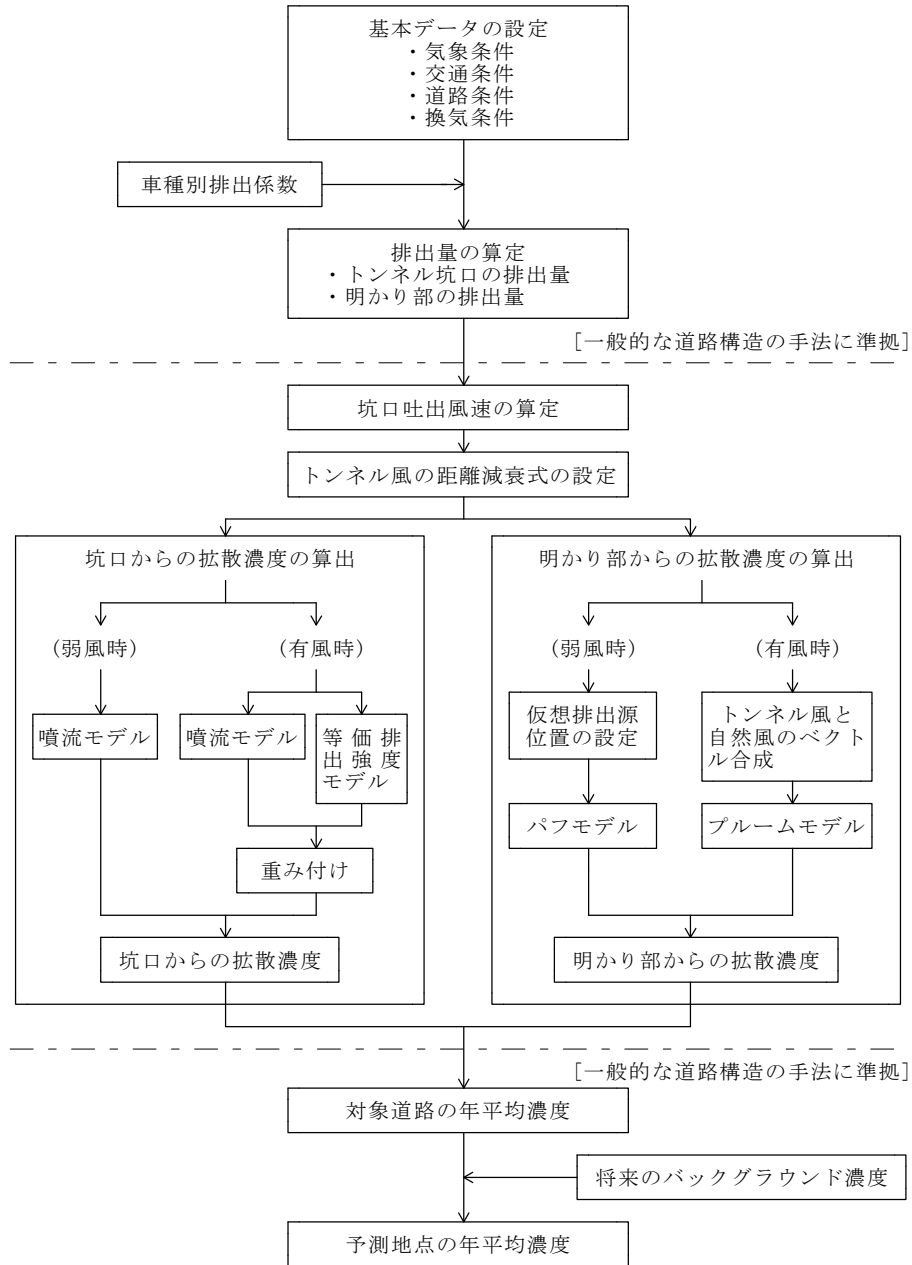 基本データの設定
・気象条件
・交通条件
・道路条件
・換気条件
車種別排出係数
排出量の算定
・トンネル坑口の排出量
・明かり部の排出量
[一般的な道路構造の手法に準拠]
坑口吐出風速の算定
トンネル風の距離減衰式の設定
坑口からの拡散濃度の算出
(弱風時)
(有風時)
噴流モデル
噴流モデル
等価排
出強度
モデル
重み付け
坑口からの拡散濃度
明かり部からの拡散濃度の算出
(弱風時)
(有風時)
仮想排出源
位置の設定
トンネル風と
自然風のベクト
ル合成
パフモデル
プルームモデル
明かり部からの拡散濃度
[一般的な道路構造の手法に準拠]
対象道路の年平均濃度
将来のバックグラウンド濃度
予測地点の年平均濃度